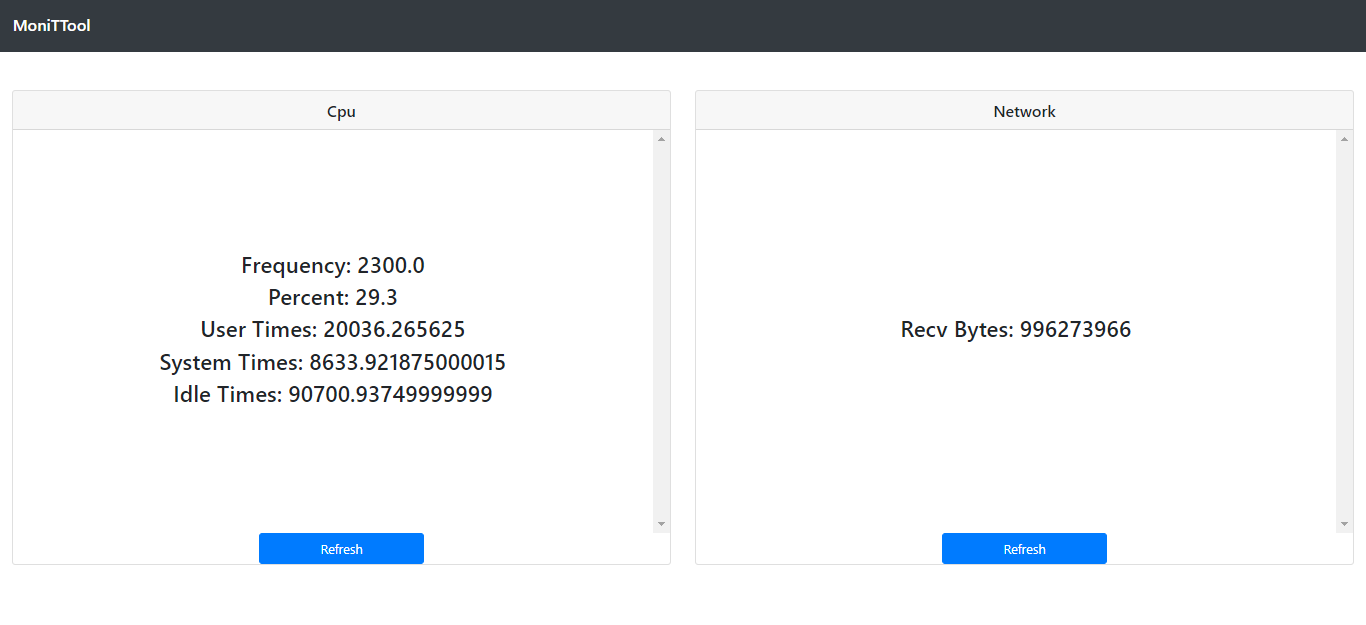 MoniTTool
Cpu
Frequency: 2300.0
Percent: 29.3
User Times: 20036.265625
System Times: 8633.921875000015
Idle Times: 90700.93749999999
Refresh
Network
Recv Bytes: 996273966
Refresh